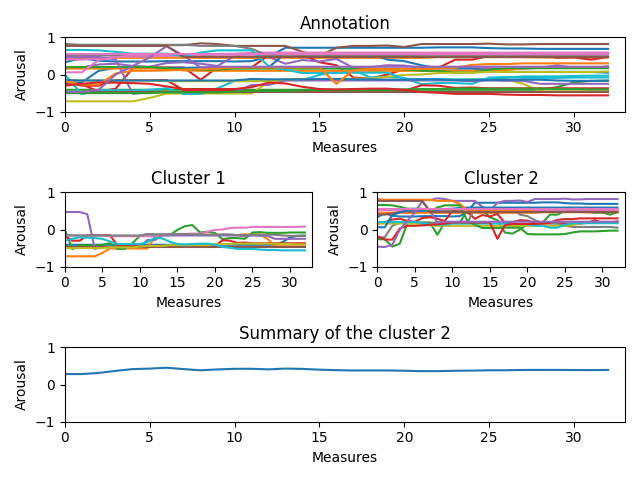 Annotation
1
0
−1
Arousal
0 5 10 15 20 25 30
Measures
Cluster 1 Cluster 2
1 1
0 0
−1 −1
Arousal Arousal
0 5 10 15 20 25 30 0 5 10 15 20 25 30
Measures Measures
Summary of the cluster 2
1
0
−1
Arousal
0 5 10 15 20 25 30
Measures